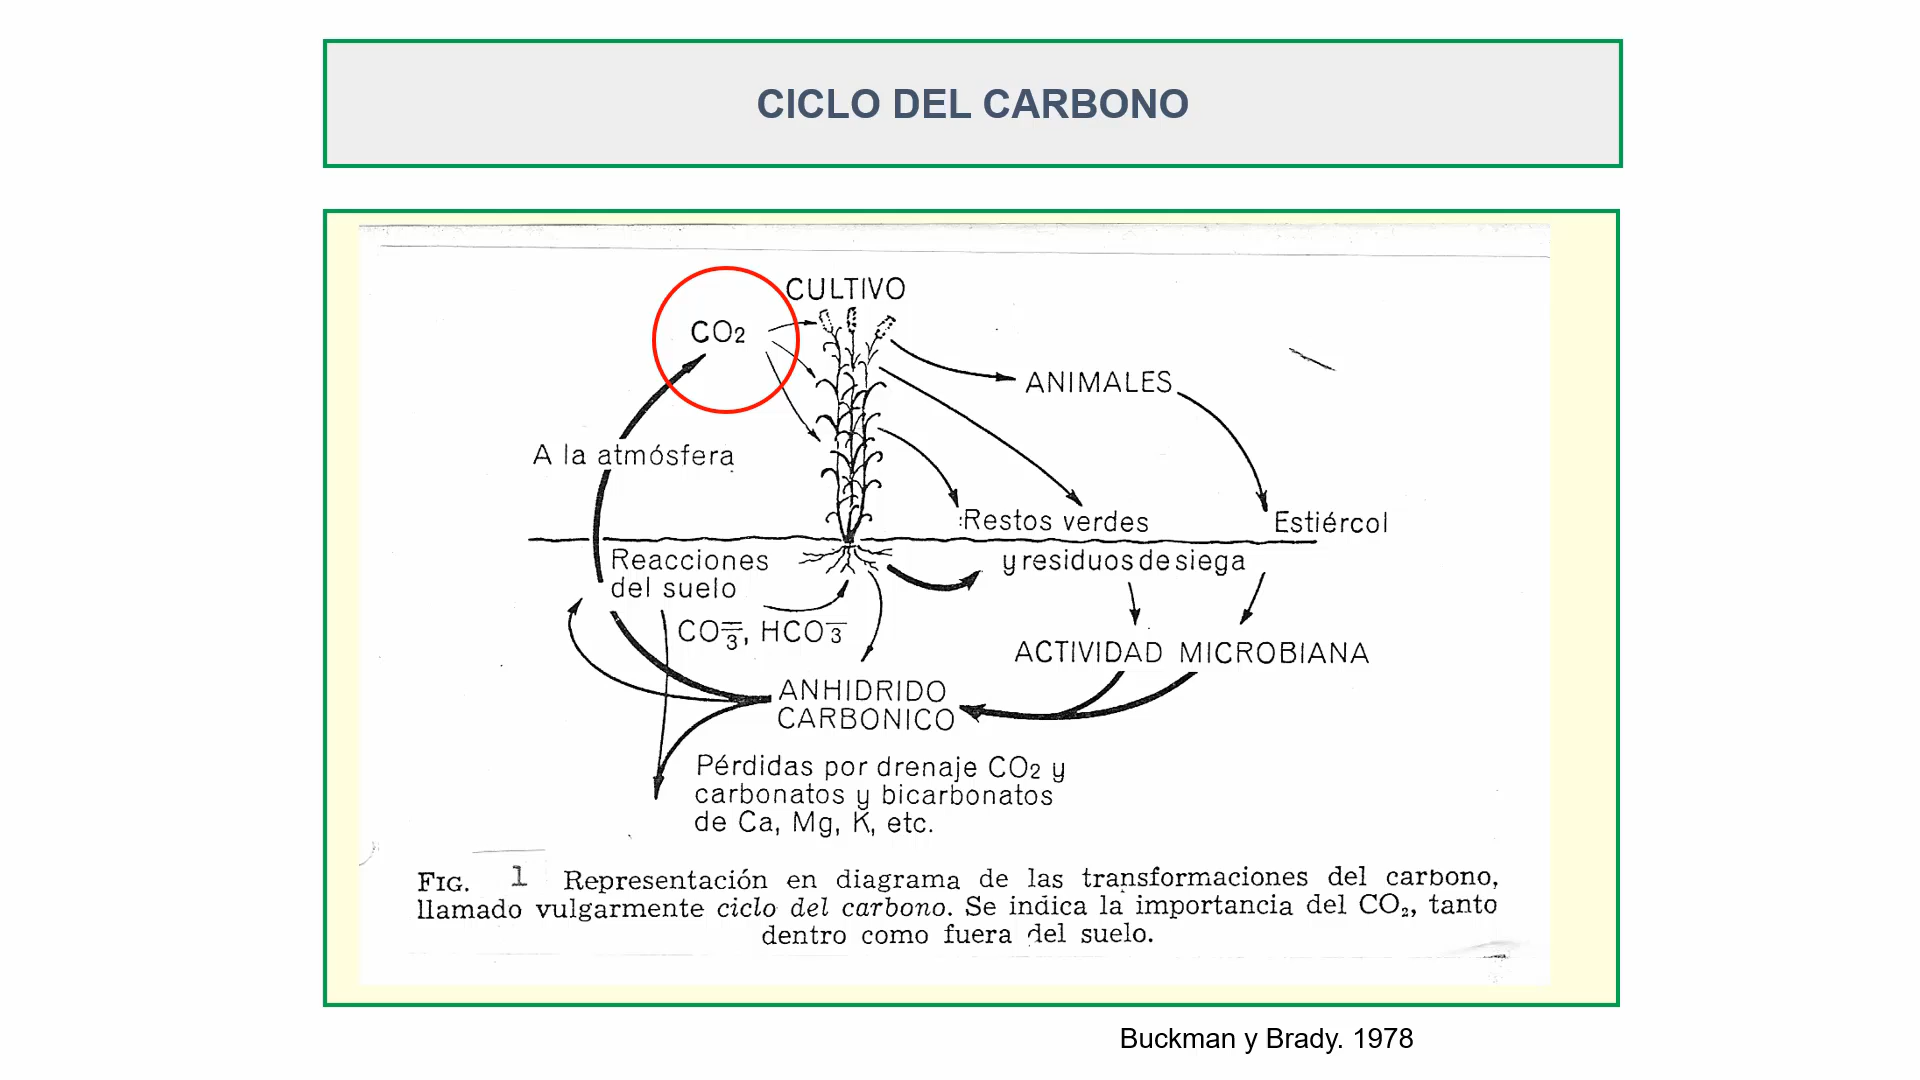 CICLO DEL CARBONO
CULTIVO
CO₂
ANIMALES
A la atmósfera
Restos verdes
Estiércol
Reacciones
del suelo
y residuos de siega
CO₃⁼, HCO₃⁻
ACTIVIDAD MICROBIANA
ANHIDRIDO
CARBONICO
Pérdidas por drenaje CO₂ y
carbonatos y bicarbonatos
de Ca, Mg, K, etc.
FIG. 1 Representación en diagrama de las transformaciones del carbono,
llamado vulgarmente ciclo del carbono. Se indica la importancia del CO₂, tanto
dentro como fuera del suelo.
Buckman y Brady. 1978